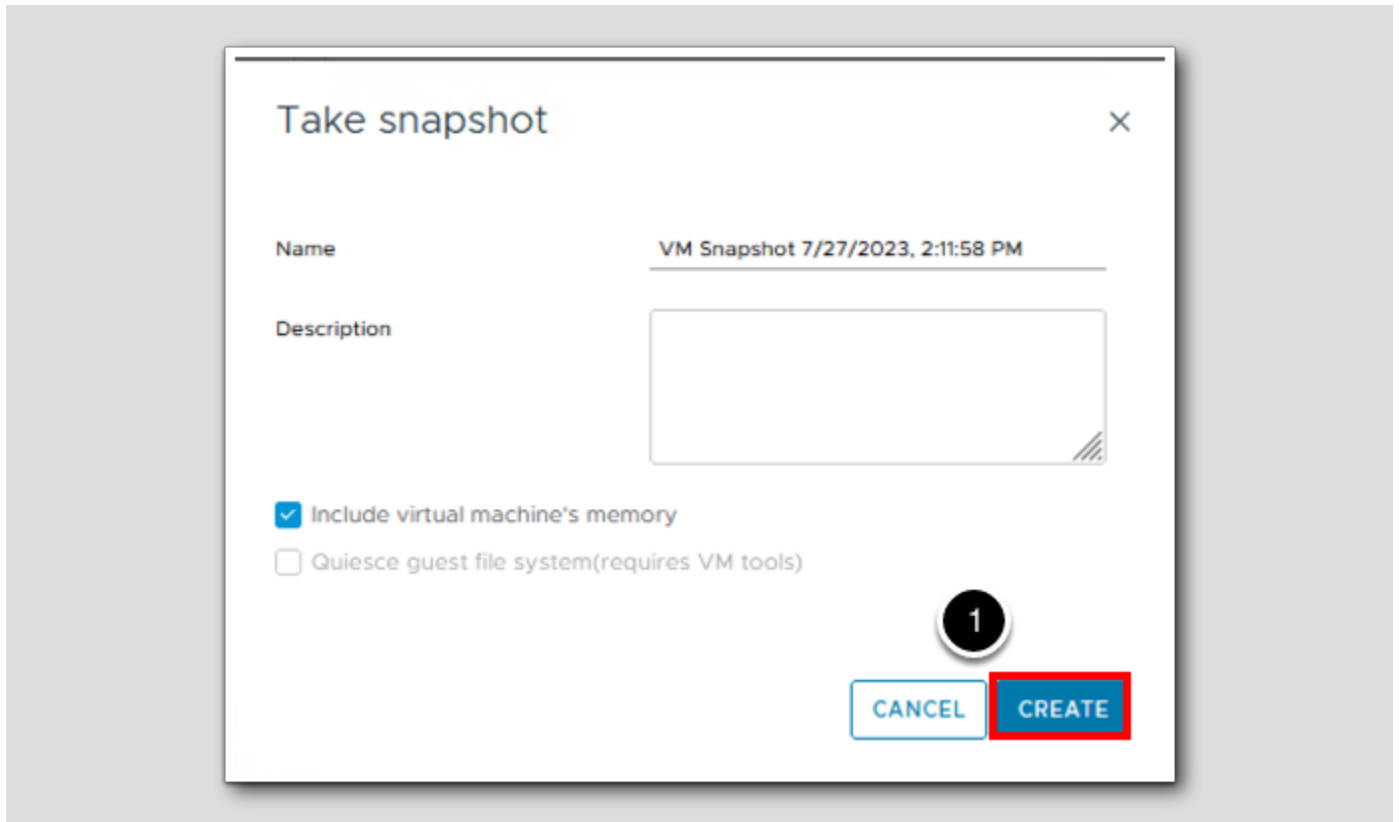 Take snapshot
Name
VM Snapshot 7/27/2023, 2:11:58 PM
Description
Include virtual machine's memory
Quiesce guest file system(requires VM tools)
1
CANCEL
CREATE